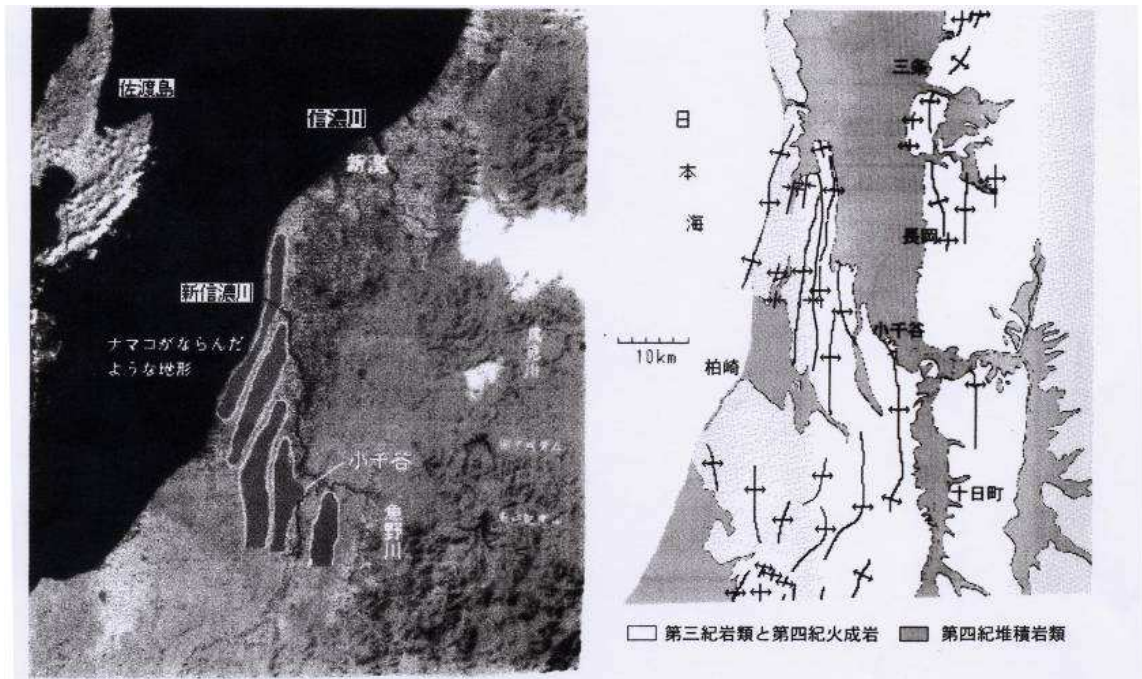 佐渡島
信濃川
新潟
新信濃川
ナマコがならんだ
ような地形
小千谷
魚野川
三条
日本海
長岡
小千谷
10km
柏崎
十日町
第三紀岩類と第四紀火成岩
第四紀堆積岩類